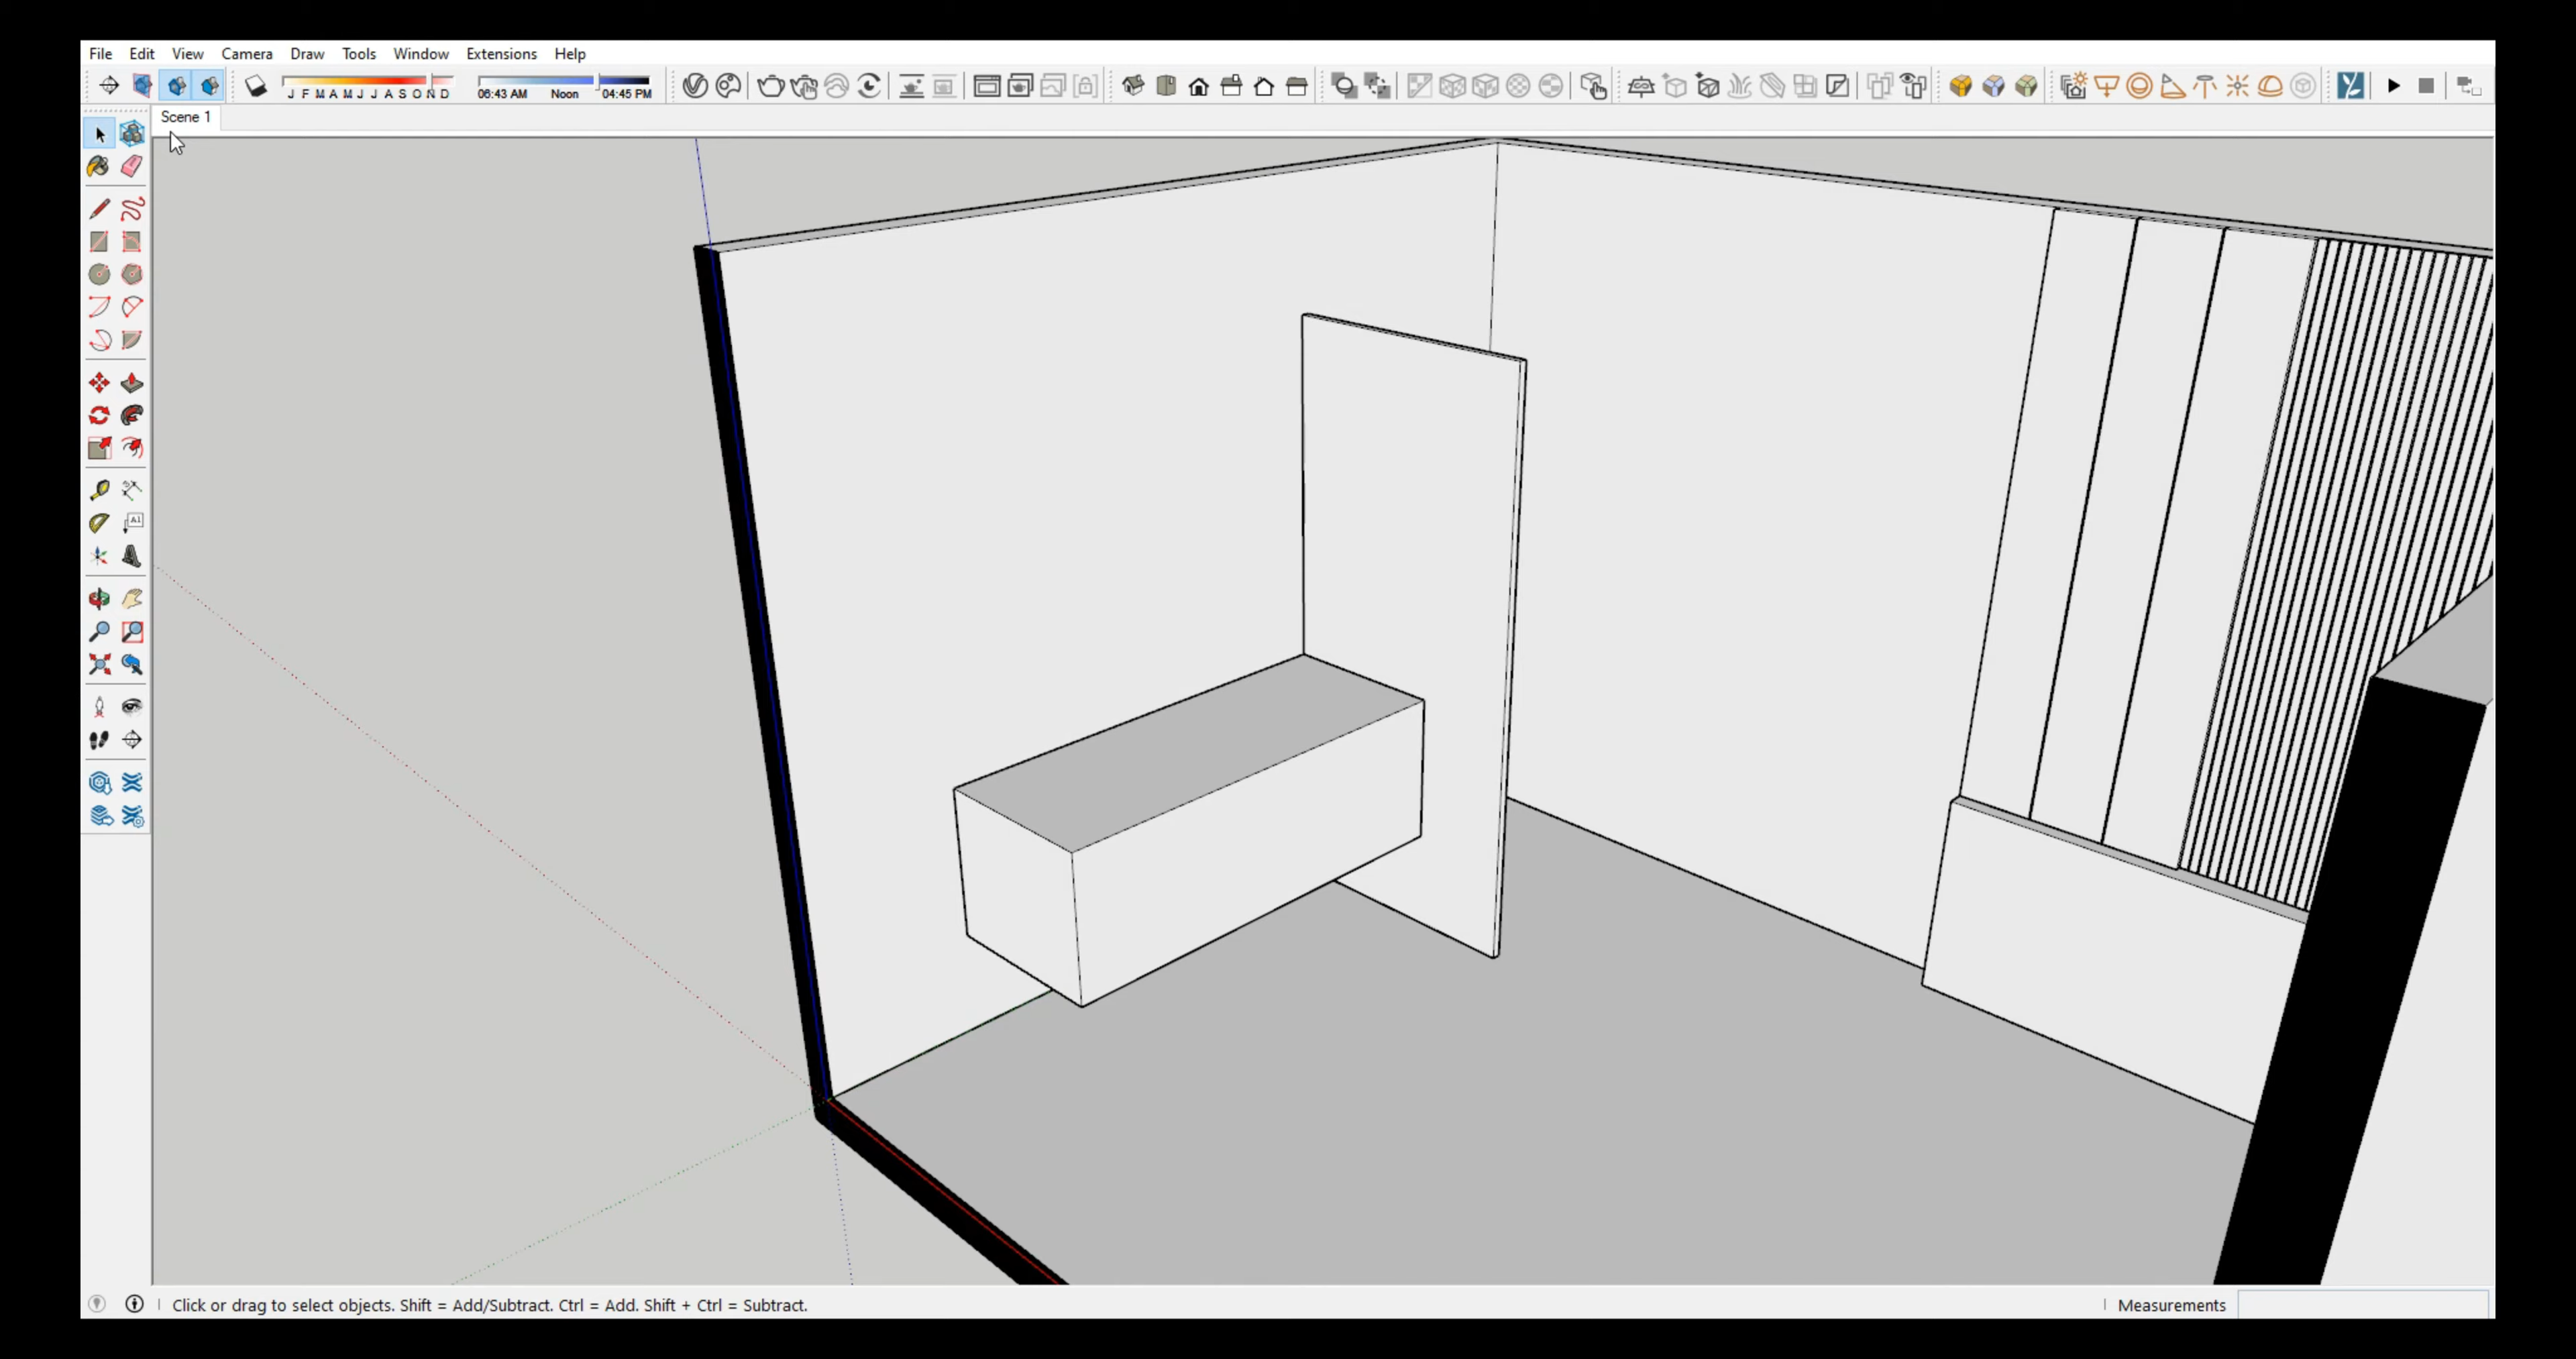 File Edit View Camera Draw Tools Window Extensions Help
J F M A M J J A S O N D 06:43 AM Noon 04:45 PM
Scene 1
A1
Click or drag to select objects. Shift = Add/Subtract. Ctrl = Add. Shift + Ctrl = Subtract. Measurements